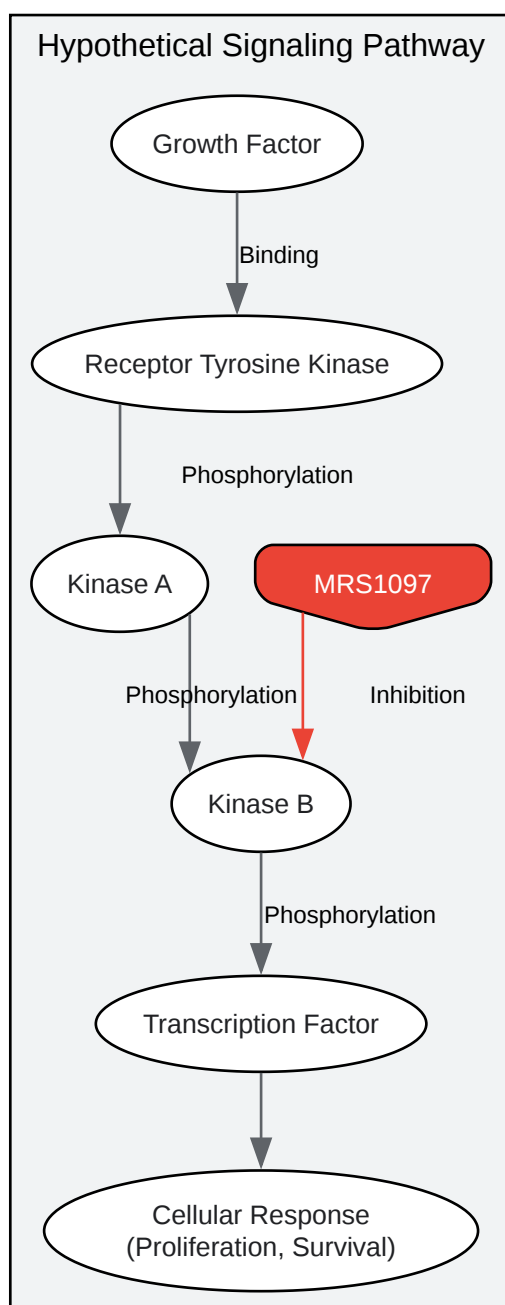 Hypothetical Signaling Pathway
Growth Factor
Binding
Receptor Tyrosine Kinase
Phosphorylation
Kinase A
MRS1097
Phosphorylation
Inhibition
Kinase B
Phosphorylation
Transcription Factor
Cellular Response
(Proliferation, Survival)